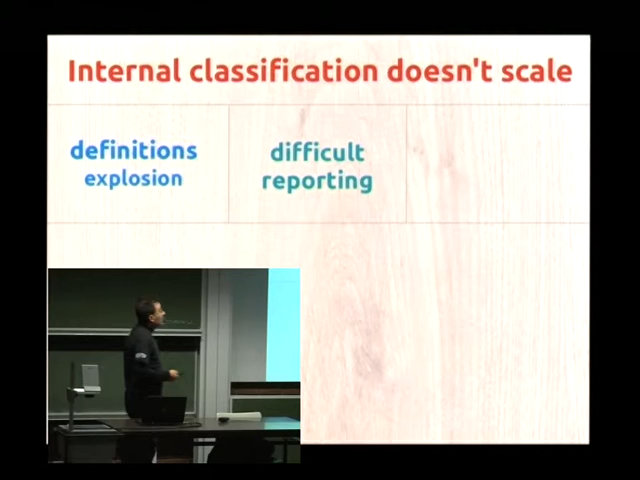 Internal classification doesn't scale
definitions
explosion
difficult
reporting